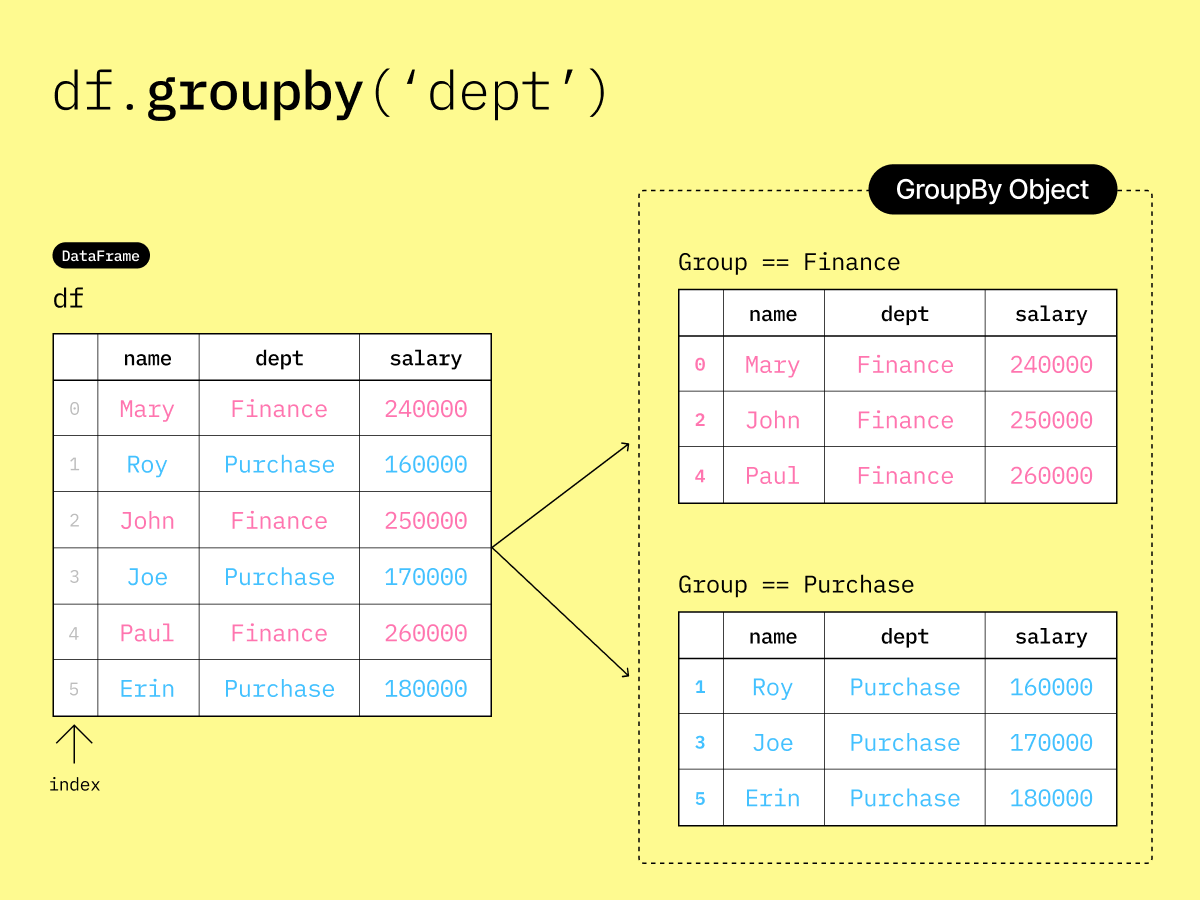 df.groupby(‘dept’)
DataFrame
df
name dept salary
0 Mary Finance 240000
1 Roy Purchase 160000
2 John Finance 250000
3 Joe Purchase 170000
4 Paul Finance 260000
5 Erin Purchase 180000
index
GroupBy Object
Group == Finance
name dept salary
0 Mary Finance 240000
2 John Finance 250000
4 Paul Finance 260000
Group == Purchase
name dept salary
1 Roy Purchase 160000
3 Joe Purchase 170000
5 Erin Purchase 180000